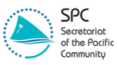 SPC
Secretariat
of the Pacific
Community